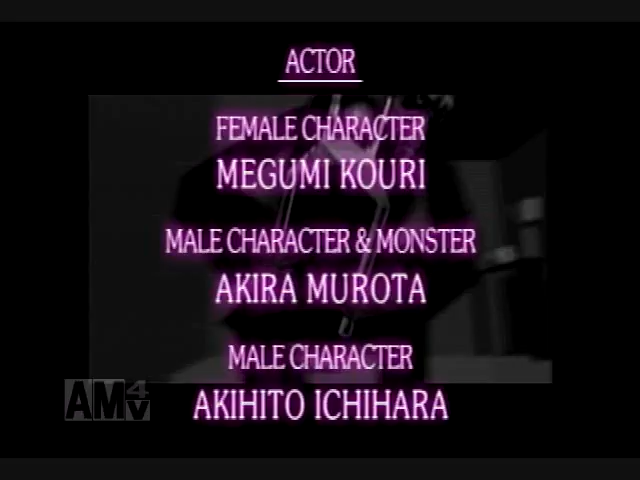 ACTOR
FEMALE CHARACTER
MEGUMI KOURI
MALE CHARACTER & MONSTER
AKIRA MUROTA
MALE CHARACTER
AKIHITO ICHIHARA
AM4V